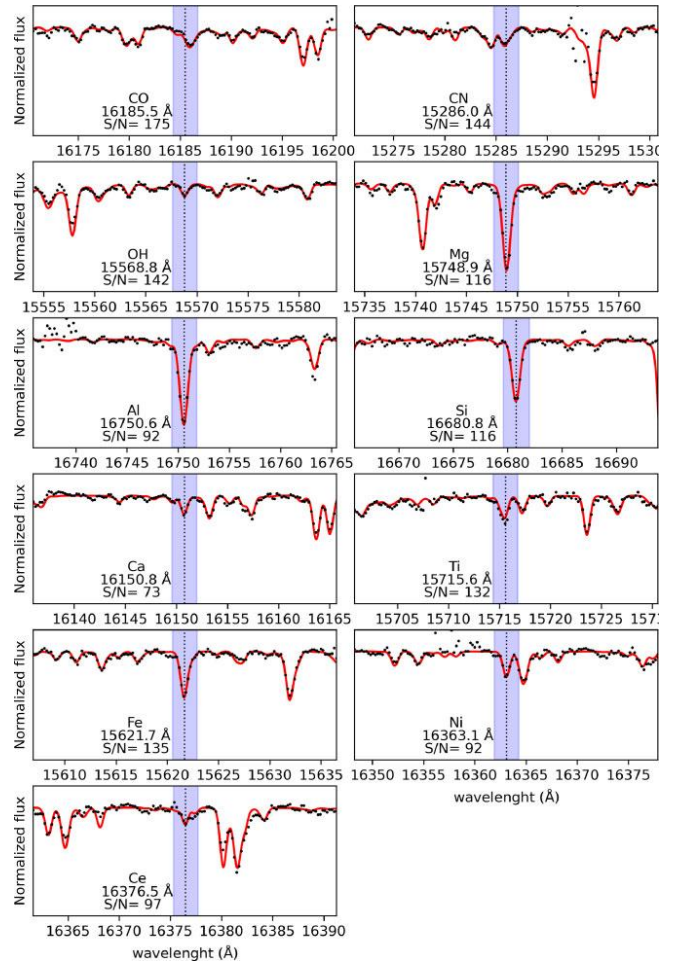 Normalized flux
CO
16185.5 Å
S/N= 175
16175 16180 16185 16190 16195 16200
CN
15286.0 Å
S/N= 144
15275 15280 15285 15290 15295 1530
Normalized flux
OH
15568.8 Å
S/N= 142
15555 15560 15565 15570 15575 15580
Mg
15748.9 Å
S/N= 116
15735 15740 15745 15750 15755 15760
Normalized flux
Al
16750.6 Å
S/N= 92
16740 16745 16750 16755 16760 16765
Si
16680.8 Å
S/N= 116
16670 16675 16680 16685 16690
Normalized flux
Ca
16150.8 Å
S/N= 73
16140 16145 16150 16155 16160 16165
Ti
15715.6 Å
S/N= 132
15705 15710 15715 15720 15725 1573
Normalized flux
Fe
15621.7 Å
S/N= 135
15610 15615 15620 15625 15630 15635
Ni
16363.1 Å
S/N= 92
16350 16355 16360 16365 16370 16375
wavelenght (Å)
Normalized flux
Ce
16376.5 Å
S/N= 97
16365 16370 16375 16380 16385 16390
wavelenght (Å)